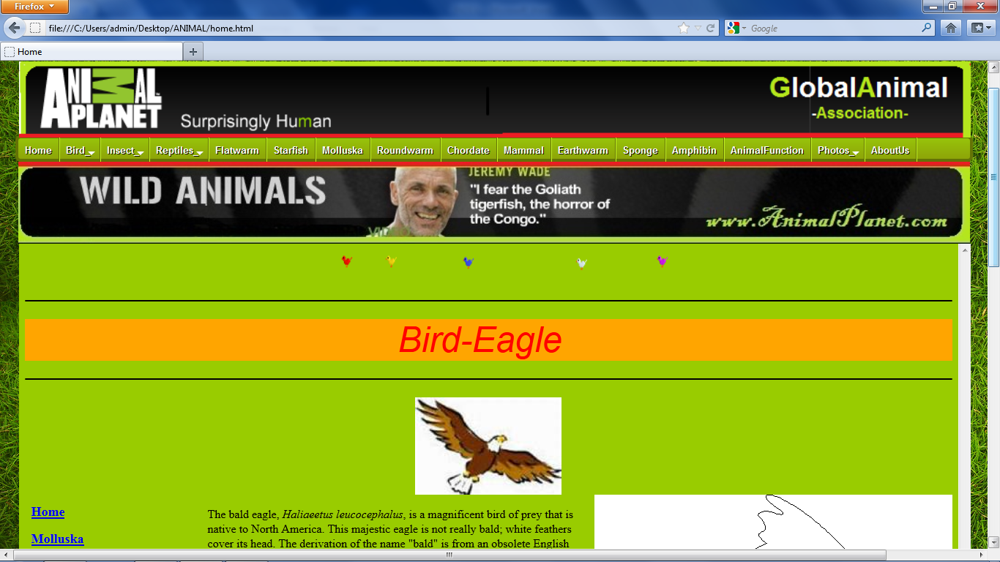 Firefox
file:///C:/Users/admin/Desktop/ANIMAL/home.html
Google
Home
ANIMAL PLANET
Surprisingly Human
GlobalAnimal
-Association-
Home Bird_ Insect_ Reptiles_ Flatwarm Starfish Molluska Roundwarm Chordate Mammal Earthwarm Sponge Amphibin AnimalFunction Photos_ AboutUs
WILD ANIMALS
JEREMY WADE
"I fear the Goliath
tigerfish, the horror of
the Congo."
www.AnimalPlanet.com
Bird-Eagle
Home
Molluska
The bald eagle, Haliaeetus leucocephalus, is a magnificent bird of prey that is
native to North America. This majestic eagle is not really bald; white feathers
cover its head. The derivation of the name "bald" is from an obsolete English